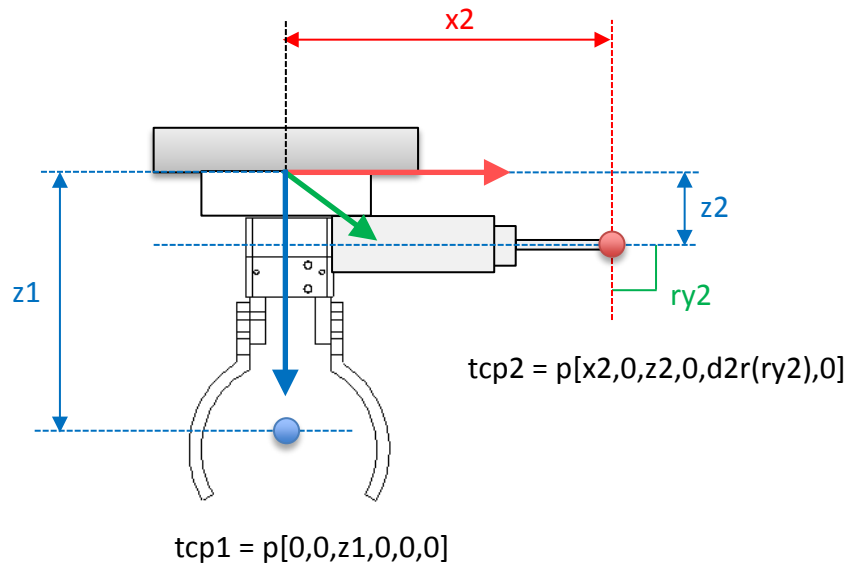 x2
z2
z1
ry2
tcp2 = p[x2,0,z2,0,d2r(ry2),0]
tcp1 = p[0,0,z1,0,0,0]